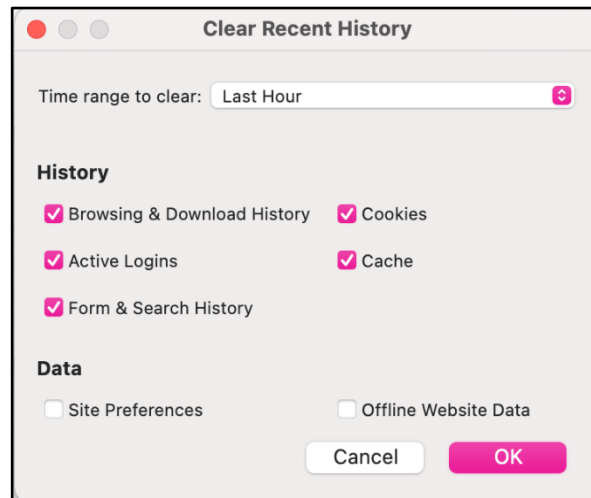 Clear Recent History
Time range to clear: Last Hour
History
Browsing & Download History Cookies
Active Logins Cache
Form & Search History
Data
Site Preferences Offline Website Data
Cancel OK